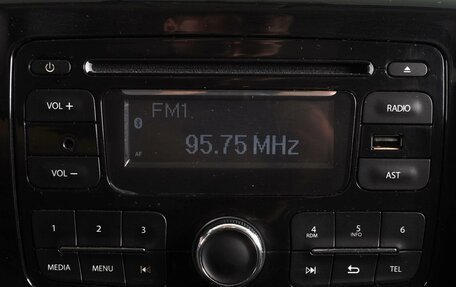 FM1.
VOL +
RADIO
95.75 MHz
AF
VOL –
AST
1 2 3
4 RDM 5 INFO 6
MEDIA MENU
TEL